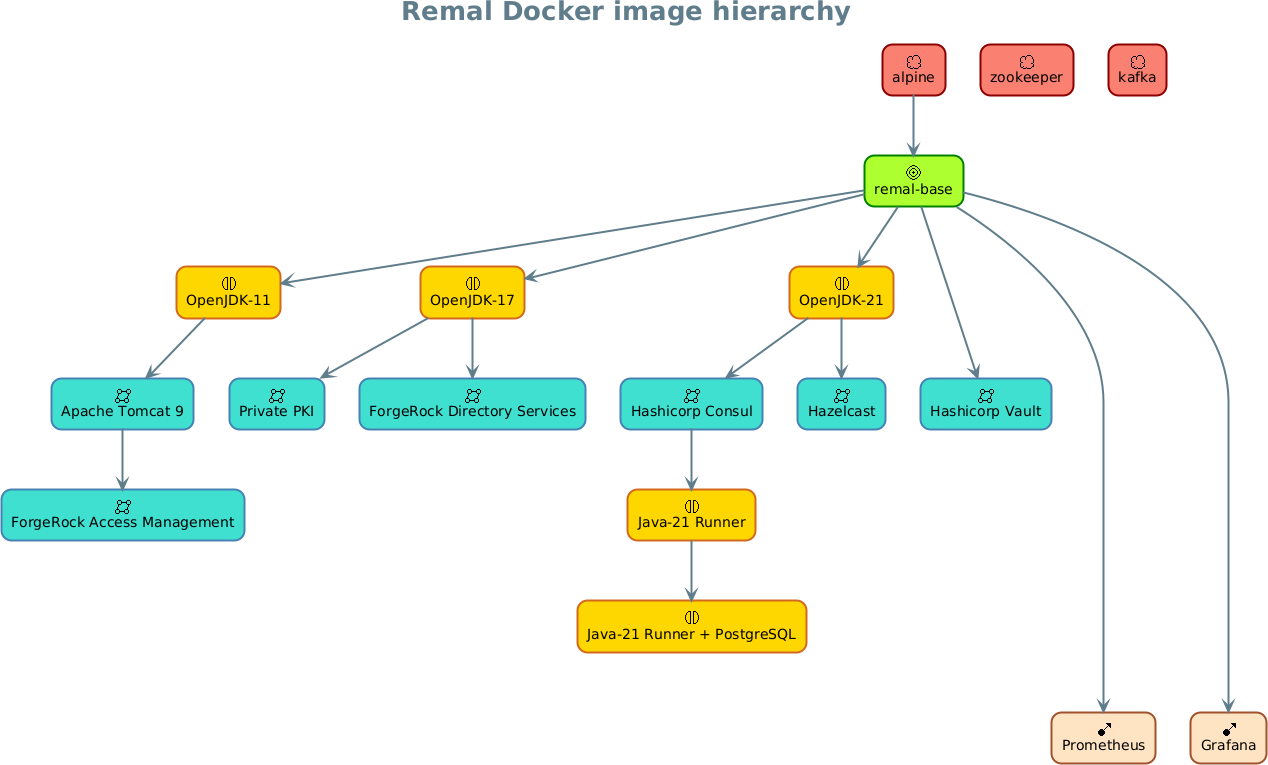 Remal Docker image hierarchy
alpine
zookeeper
kafka
remal-base
OpenJDK-11
OpenJDK-17
OpenJDK-21
Apache Tomcat 9
Private PKI
ForgeRock Directory Services
Hashicorp Consul
Hazelcast
Hashicorp Vault
ForgeRock Access Management
Java-21 Runner
Java-21 Runner + PostgreSQL
Prometheus
Grafana